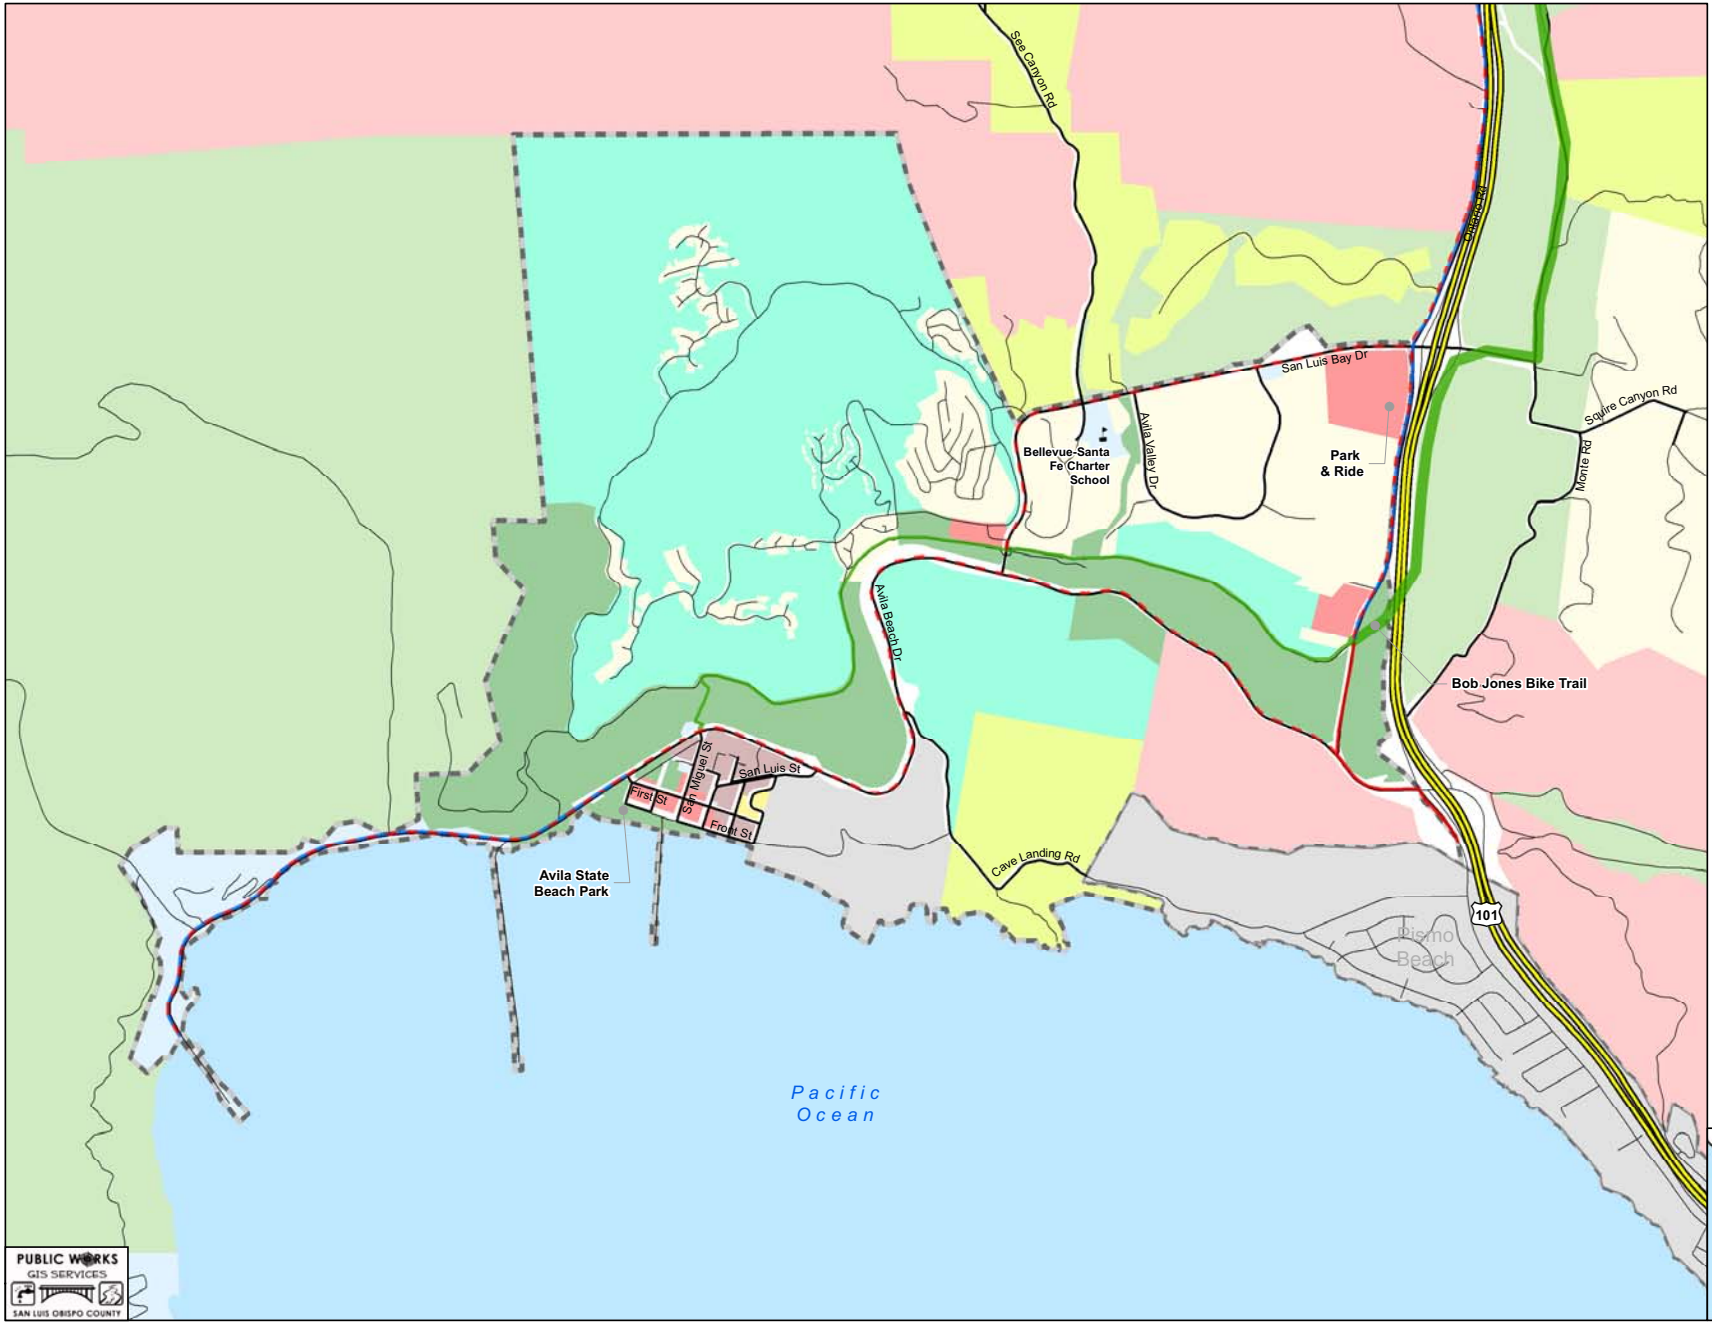 See Canyon Rd
Ontario Rd
San Luis Bay Dr
Squire Canyon Rd
Avila Valley Dr
Bellevue-Santa
Fe Charter
School
Park
& Ride
Monte Rd
Avila Beach Dr
Bob Jones Bike Trail
San Miguel St
San Luis St
First St
Front St
Cave Landing Rd
Avila State
Beach Park
101
Pismo
Beach
Pacific
Ocean
PUBLIC WORKS
GIS SERVICES
SAN LUIS OBISPO COUNTY